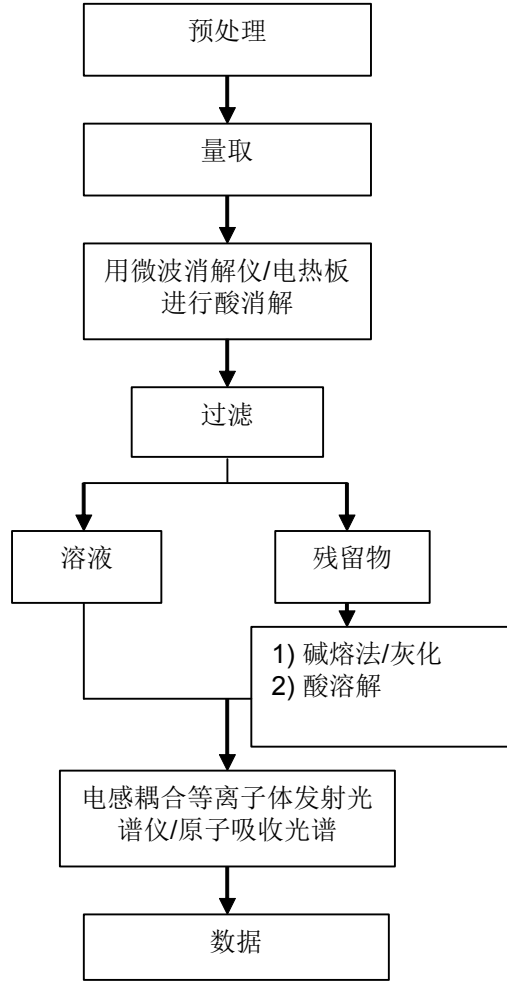 预处理
量取
用微波消解仪/电热板
进行酸消解
过滤
溶液
残留物
1) 碱熔法/灰化
2) 酸溶解
电感耦合等离子体发射光
谱仪/原子吸收光谱
数据